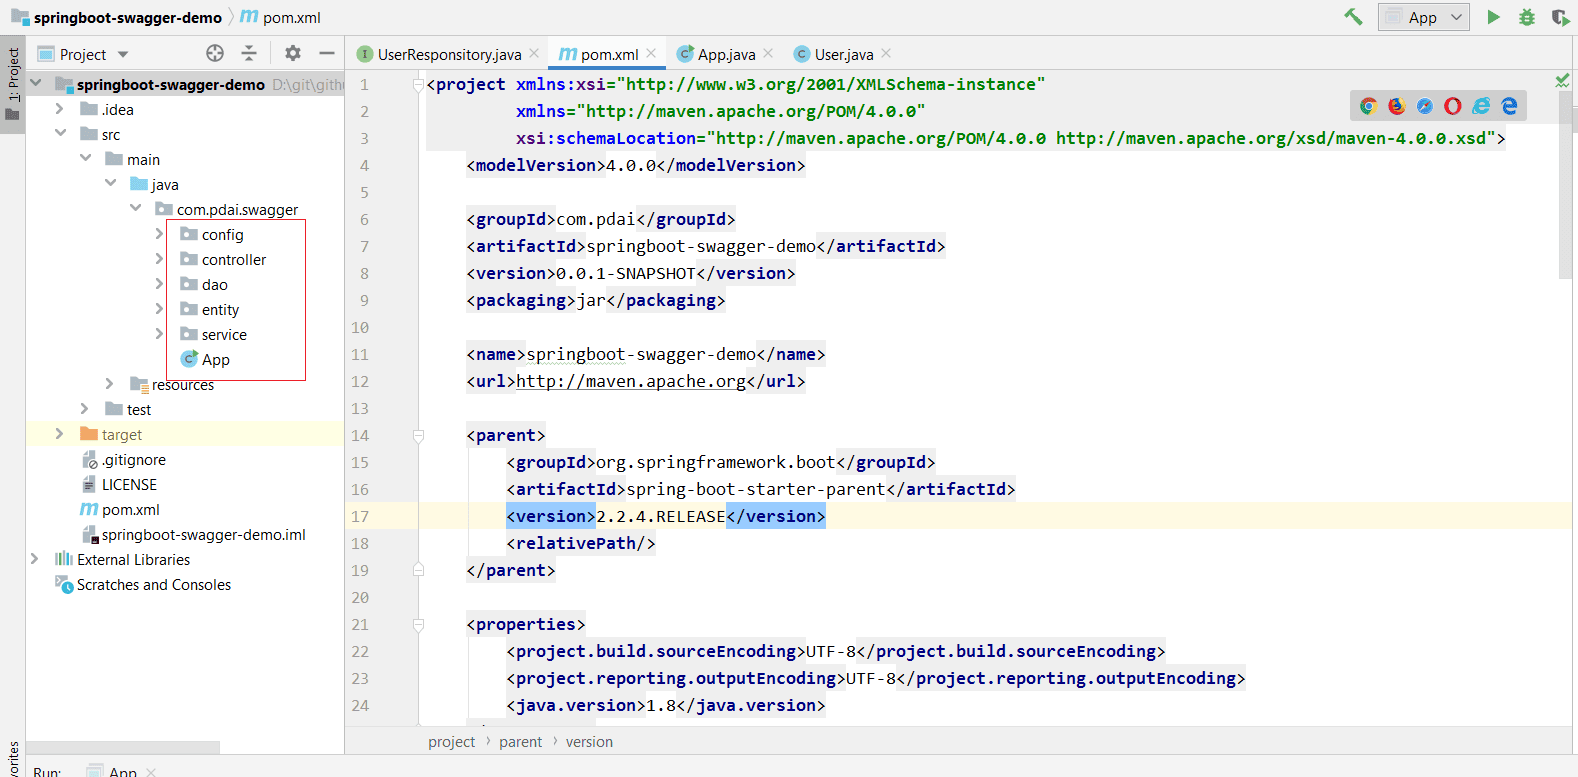 springboot-swagger-demo pom.xml
App
1: Project
Project
UserResponsitory.java
pom.xml
App.java
User.java
springboot-swagger-demo D:\git\githu
.idea
src
main
java
com.pdai.swagger
config
controller
dao
entity
service
App
resources
test
target
.gitignore
LICENSE
pom.xml
springboot-swagger-demo.iml
External Libraries
Scratches and Consoles
1 <project xmlns:xsi="http://www.w3.org/2001/XMLSchema-instance"
2 xmlns="http://maven.apache.org/POM/4.0.0"
3 xsi:schemaLocation="http://maven.apache.org/POM/4.0.0 http://maven.apache.org/xsd/maven-4.0.0.xsd">
4 <modelVersion>4.0.0</modelVersion>
5
6 <groupId>com.pdai</groupId>
7 <artifactId>springboot-swagger-demo</artifactId>
8 <version>0.0.1-SNAPSHOT</version>
9 <packaging>jar</packaging>
10
11 <name>springboot-swagger-demo</name>
12 <url>http://maven.apache.org</url>
13
14 <parent>
15 <groupId>org.springframework.boot</groupId>
16 <artifactId>spring-boot-starter-parent</artifactId>
17 <version>2.2.4.RELEASE</version>
18 <relativePath/>
19 </parent>
20
21 <properties>
22 <project.build.sourceEncoding>UTF-8</project.build.sourceEncoding>
23 <project.reporting.outputEncoding>UTF-8</project.reporting.outputEncoding>
24 <java.version>1.8</java.version>
project › parent › version
vorites
Run: App